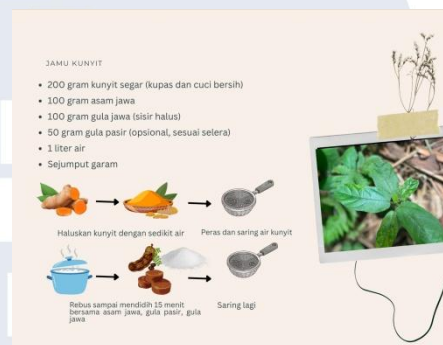 JAMU KUNYIT
• 200 gram kunyit segar (kupas dan cuci bersih)
• 100 gram asam jawa
• 100 gram gula jawa (sisir halus)
• 50 gram gula pasir (opsional, sesuai selera)
• 1 liter air
• Sejumput garam
Haluskan kunyit dengan sedikit air
Peras dan saring air kunyit
Rebus sampai mendidih 15 menit
bersama asam jawa, gula pasir, gula
jawa
Saring lagi